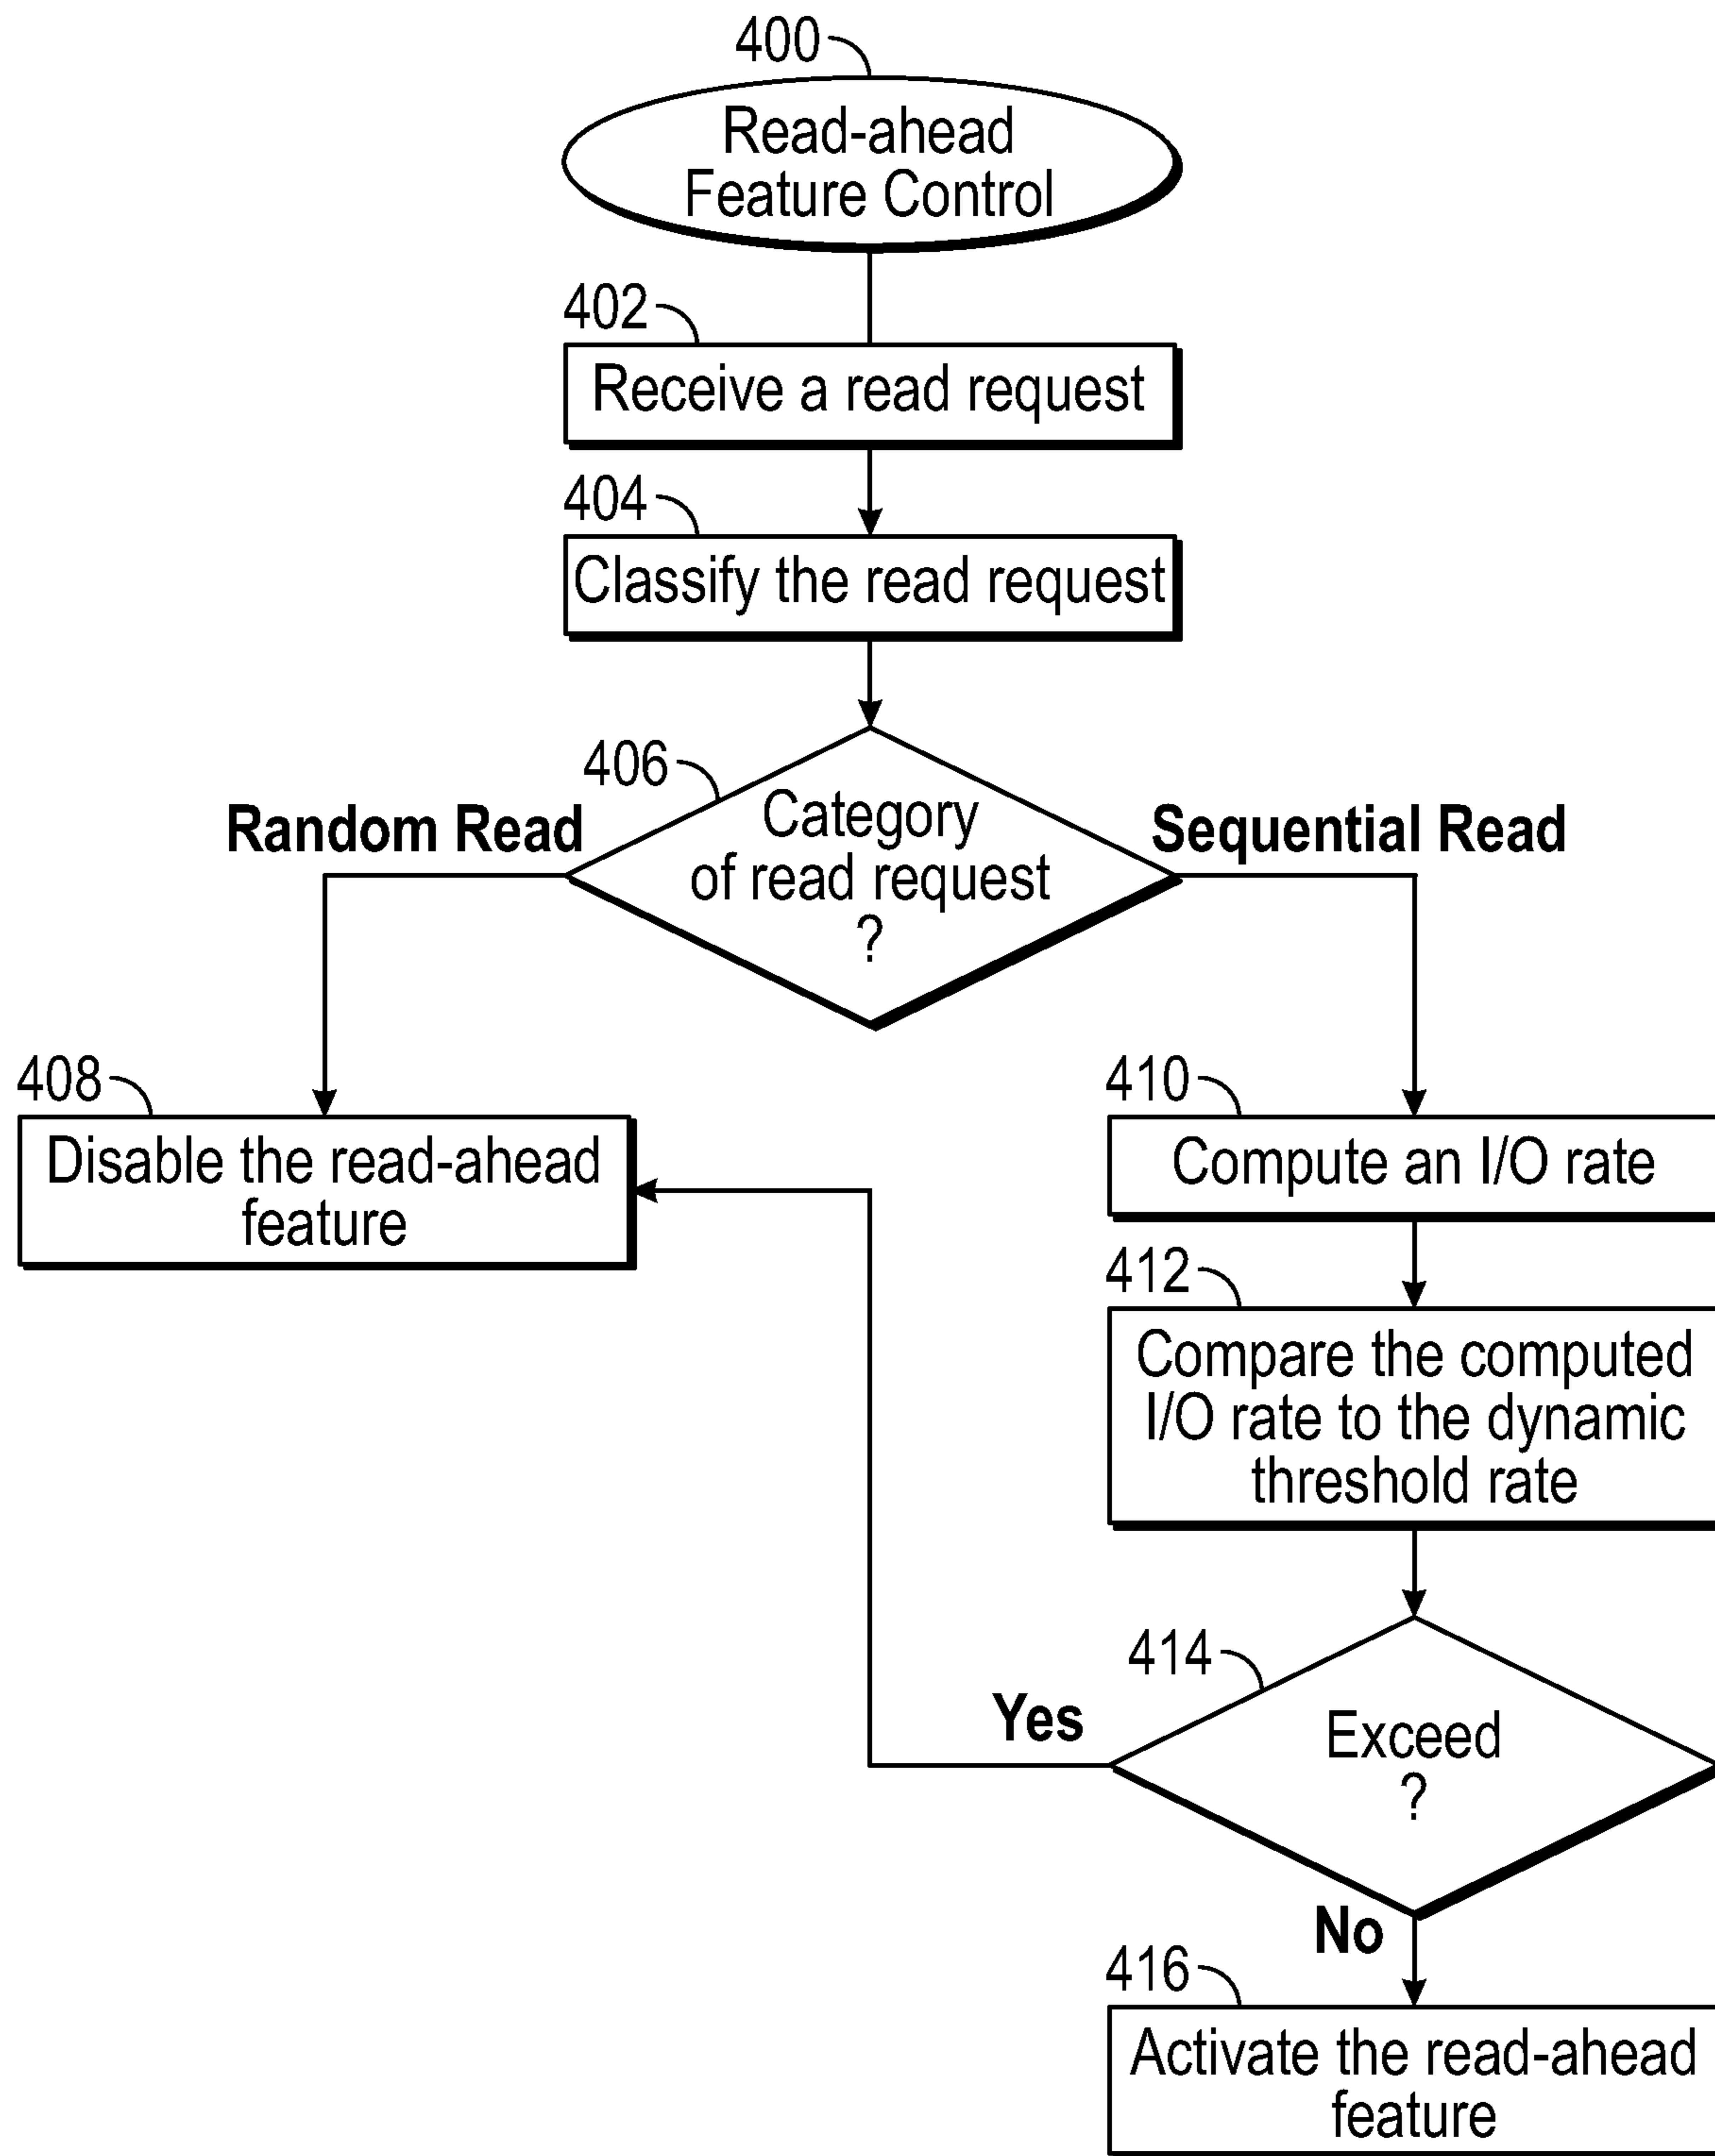 400
Read-ahead
Feature Control
402
Receive a read request
404
Classify the read request
406
Category
of read request
?
Random Read
Sequential Read
408
Disable the read-ahead
feature
410
Compute an I/O rate
412
Compare the computed
I/O rate to the dynamic
threshold rate
414
Exceed
?
Yes
No
416
Activate the read-ahead
feature